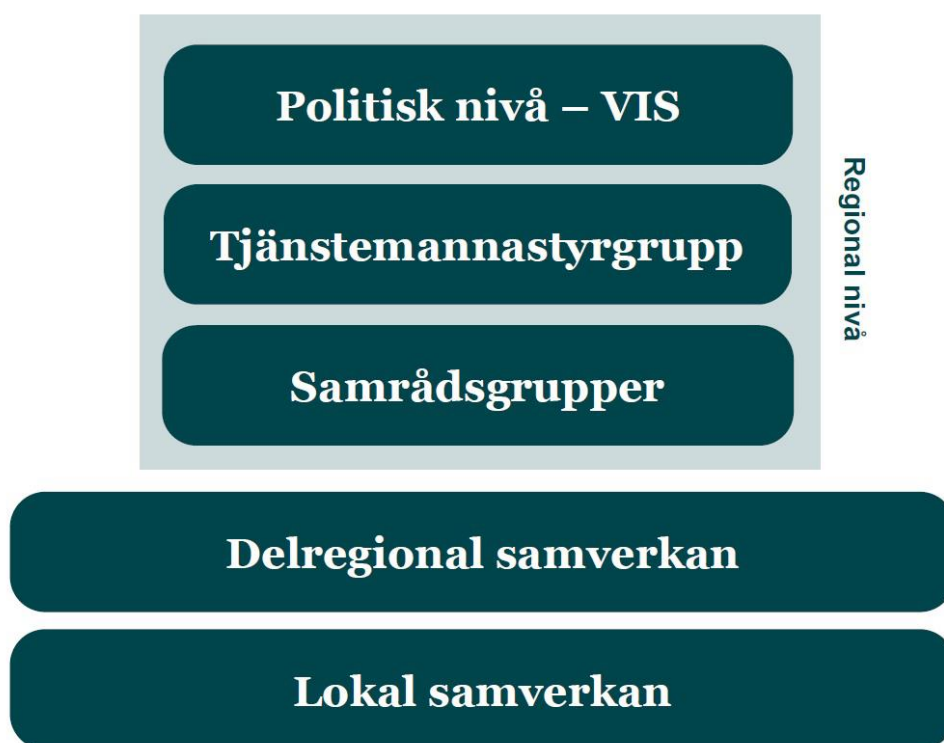 Politisk nivå – VIS
Tjänstemannastyrgrupp
Samrådsgrupper
Regional nivå
Delregional samverkan
Lokal samverkan